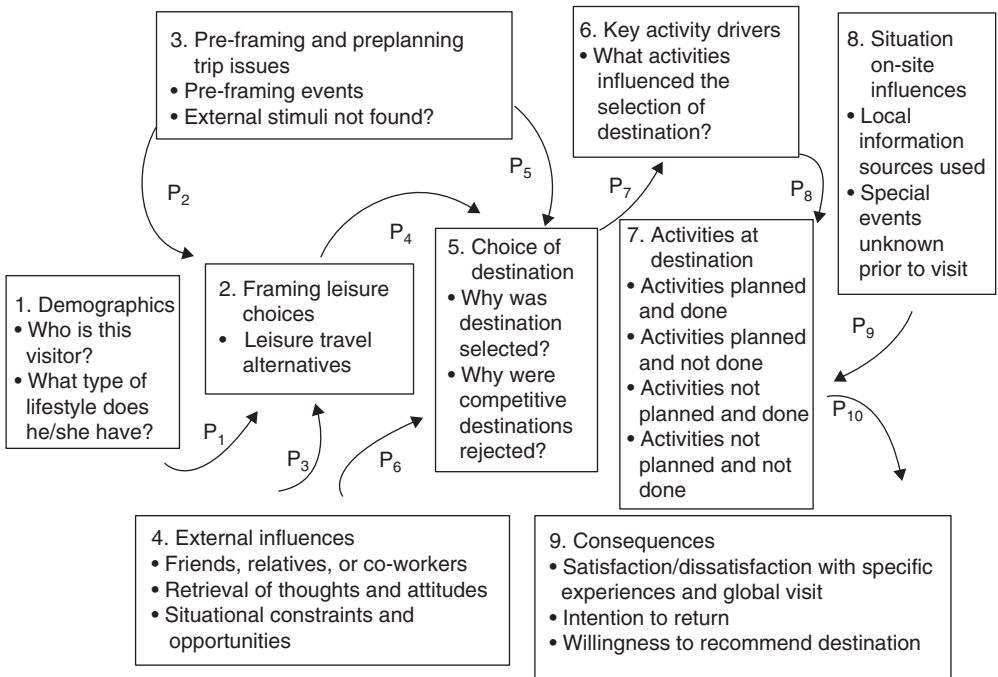 3. Pre-framing and preplanning
trip issues
• Pre-framing events
• External stimuli not found?
6. Key activity drivers
• What activities
influenced the
selection of
destination?
8. Situation
on-site
influences
• Local
information
sources used
• Special
events
unknown
prior to visit
P2
P5
P4
P7
P8
1. Demographics
• Who is this
visitor?
• What type of
lifestyle does
he/she have?
2. Framing leisure
choices
• Leisure travel
alternatives
5. Choice of
destination
• Why was
destination
selected?
• Why were
competitive
destinations
rejected?
7. Activities at
destination
• Activities planned
and done
• Activities planned
and not done
• Activities not
planned and done
• Activities not
planned and not
done
P9
P10
P1
P3
P6
4. External influences
• Friends, relatives, or co-workers
• Retrieval of thoughts and attitudes
• Situational constraints and
opportunities
9. Consequences
• Satisfaction/dissatisfaction with specific
experiences and global visit
• Intention to return
• Willingness to recommend destination